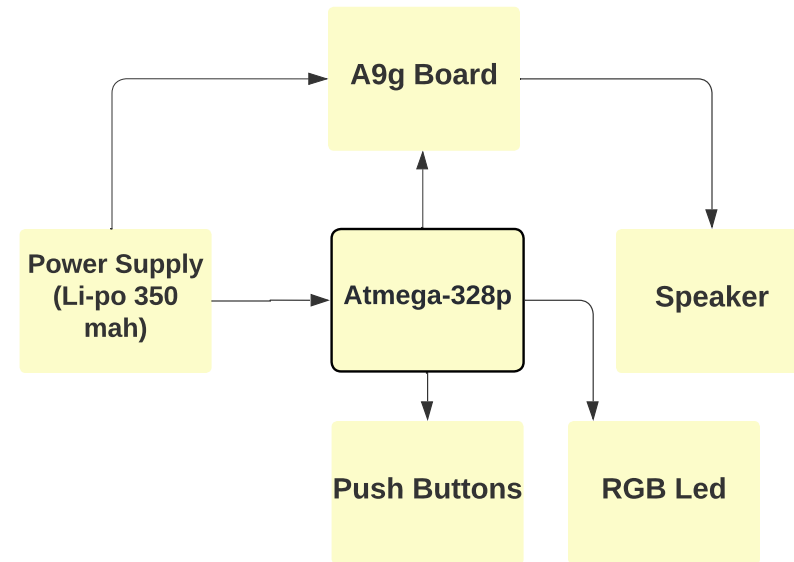 A9g Board
Power Supply
(Li-po 350
mah)
Atmega-328p
Speaker
Push Buttons
RGB Led